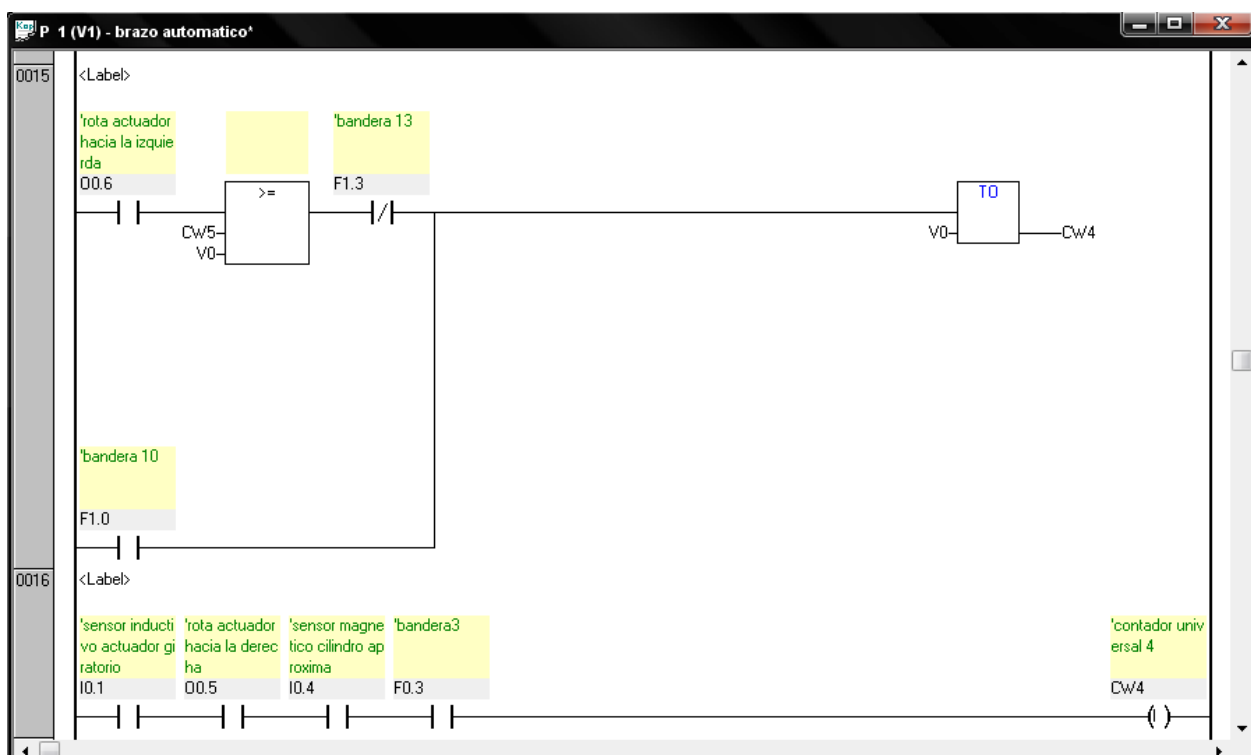 Kop P 1 (V1) - brazo automatico*
0015 <Label>
'rota actuador
hacia la izquie
rda
O0.6
>=
CW5
V0
'bandera 13
F1.3
TO
V0
CW4
'bandera 10
F1.0
0016 <Label>
'sensor inducti
vo actuador gi
ratorio
I0.1
'rota actuador
hacia la derec
ha
O0.5
'sensor magne
tico cilindro ap
roxima
I0.4
'bandera3
F0.3
'contador univ
ersal 4
CW4
(I)